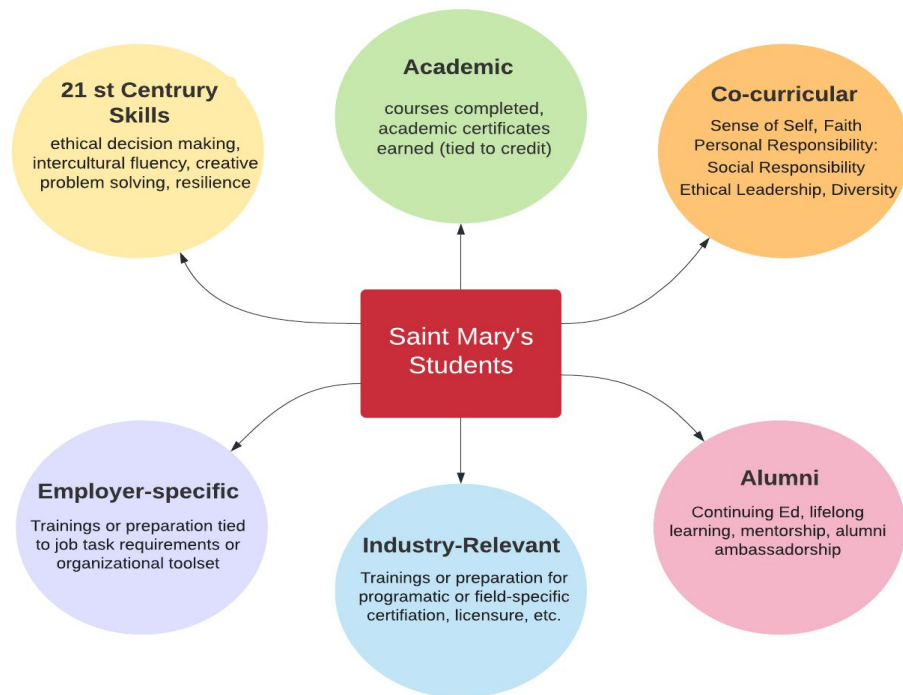 21 st Centrury
Skills
ethical decision making,
intercultural fluency, creative
problem solving, resilience
Academic
courses completed,
academic certificates
earned (tied to credit)
Co-curricular
Sense of Self, Faith
Personal Responsibility:
Social Responsibility
Ethical Leadership, Diversity
Saint Mary's
Students
Employer-specific
Trainings or preparation tied
to job task requirements or
organizational toolset
Industry-Relevant
Trainings or preparation for
programatic or field-specific
certifiation, licensure, etc.
Alumni
Continuing Ed, lifelong
learning, mentorship, alumni
ambassadorship